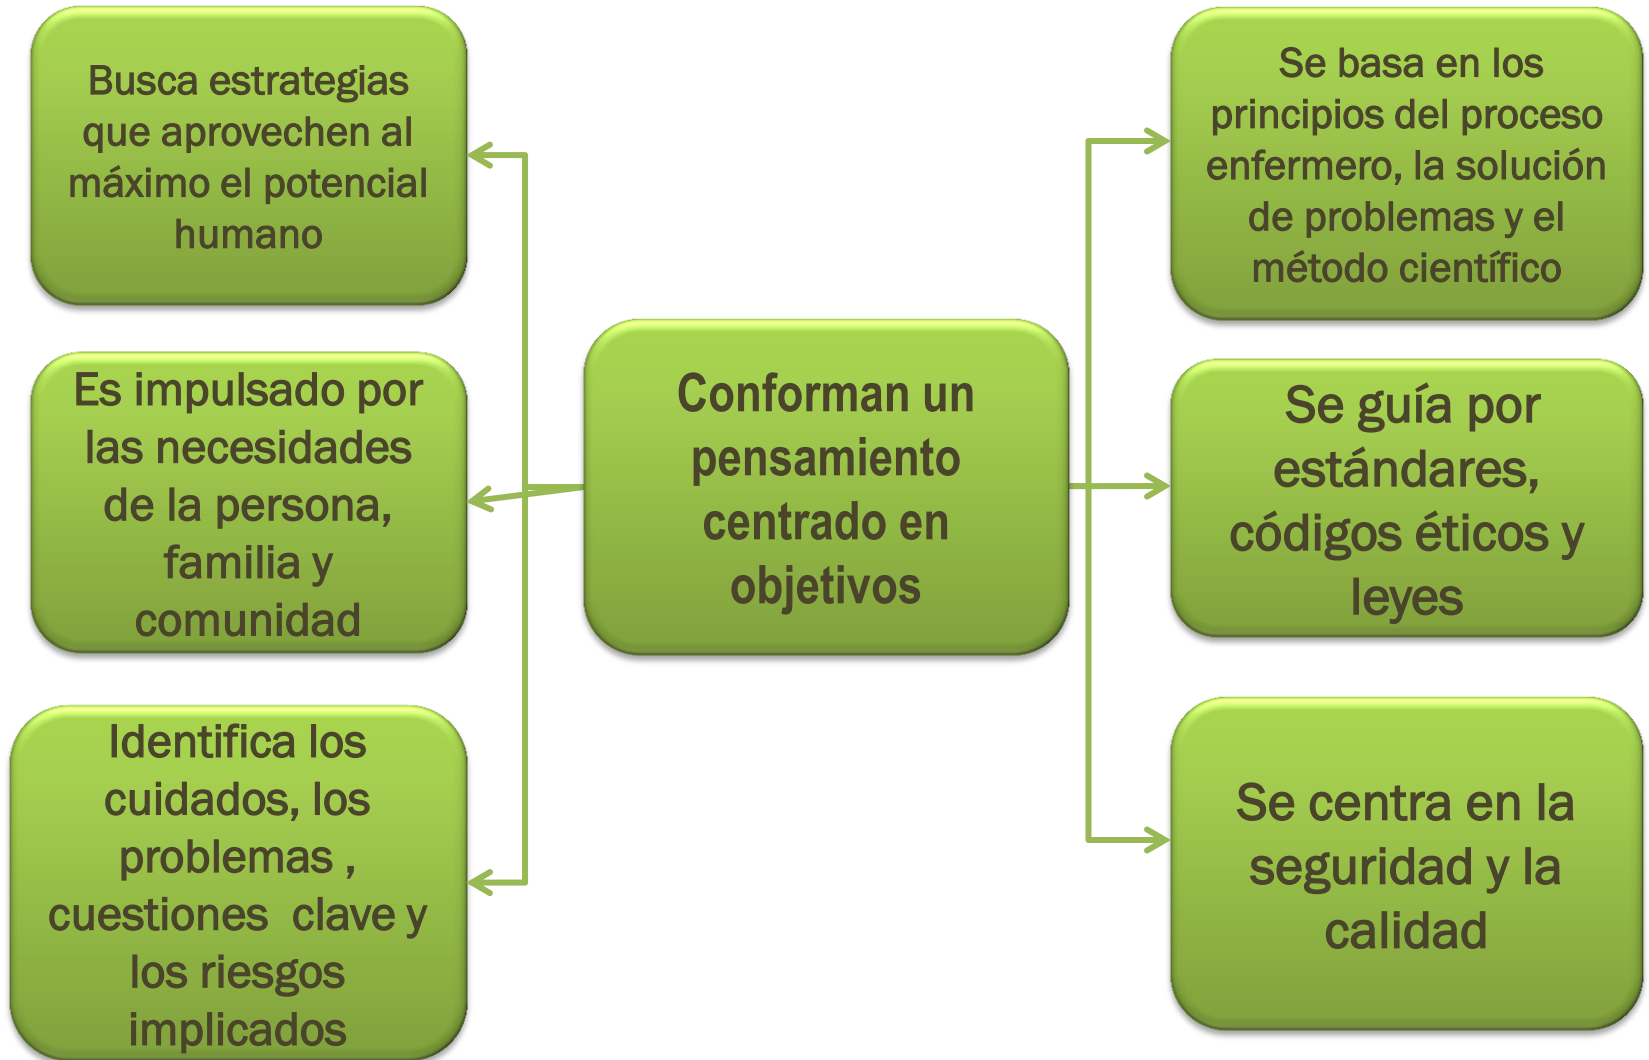 Busca estrategias
que aprovechen al
máximo el potencial
humano
Es impulsado por
las necesidades
de la persona,
familia y
comunidad
Identifica los
cuidados, los
problemas ,
cuestiones  clave y
los riesgos
implicados
Conforman un
pensamiento
centrado en
objetivos
Se basa en los
principios del proceso
enfermero, la solución
de problemas y el
método científico
Se guía por
estándares,
códigos éticos y
leyes
Se centra en la
seguridad y la
calidad